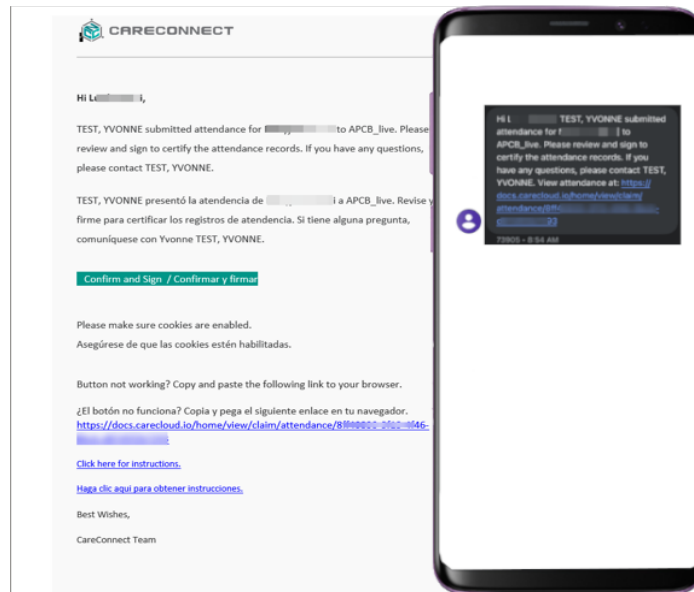 CARECONNECT
Hi L
TEST, YVONNE submitted attendance for to APCB_live. Please
review and sign to certify the attendance records. If you have any questions,
please contact TEST, YVONNE.
TEST, YVONNE presentó la atendencia de i a APCB_live. Revise y
firme para certificar los registros de atendencia. Si tiene alguna pregunta,
comuníquese con Yvonne TEST, YVONNE.
Confirm and Sign / Confirmar y firmar
Please make sure cookies are enabled.
Asegúrese de que las cookies estén habilitadas.
Button not working? Copy and paste the following link to your browser.
¿El botón no funciona? Copia y pega el siguiente enlace en tu navegador.
https://docs.carecloud.io/home/view/claim/attendance/
Click here for instructions.
Haga clic aqui para obtener instrucciones.
Best Wishes,
CareConnect Team
Hi L TEST, YVONNE submitted
attendance for to
APCB_live. Please review and sign to
certify the attendance records. If you
have any questions, please contact TEST,
YVONNE. View attendance at: https://
docs.carecloud.io/home/view/claim/
attendance/
73905 • 8:54 AM